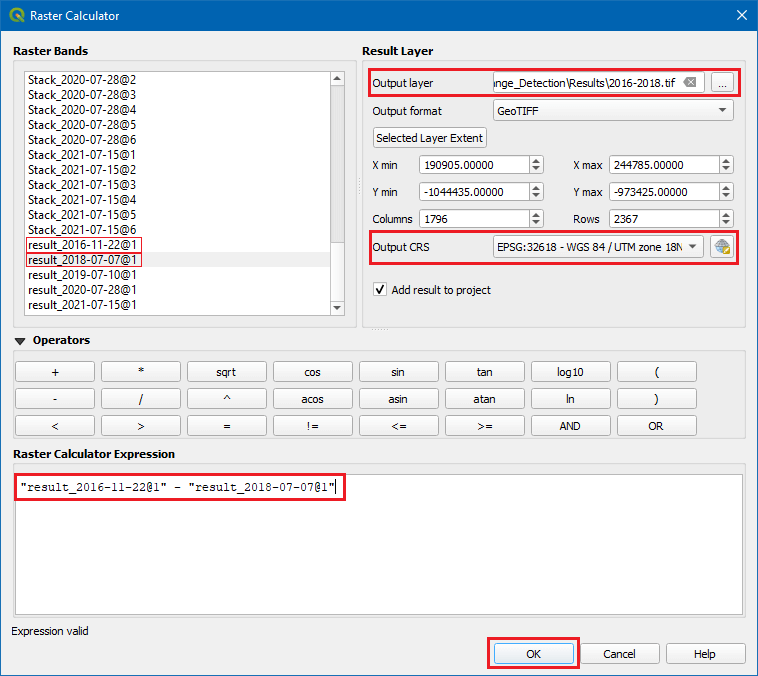 Raster Calculator
Raster Bands
Stack_2020-07-28@2
Stack_2020-07-28@3
Stack_2020-07-28@4
Stack_2020-07-28@5
Stack_2020-07-28@6
Stack_2021-07-15@1
Stack_2021-07-15@2
Stack_2021-07-15@3
Stack_2021-07-15@4
Stack_2021-07-15@5
Stack_2021-07-15@6
result_2016-11-22@1
result_2018-07-07@1
result_2019-07-10@1
result_2020-07-28@1
result_2021-07-15@1
Result Layer
Output layer nge_Detection\Results\2016-2018.tif ...
Output format GeoTIFF
Selected Layer Extent
X min 190905.00000 X max 244785.00000
Y min -1044435.00000 Y max -973425.00000
Columns 1796 Rows 2367
Output CRS EPSG:32618 - WGS 84 / UTM zone 18N
Add result to project
Operators
+ * sqrt cos sin tan log10 (
- / ^ acos asin atan ln )
< > = != <= >= AND OR
Raster Calculator Expression
"result_2016-11-22@1" - "result_2018-07-07@1"
Expression valid
OK Cancel Help